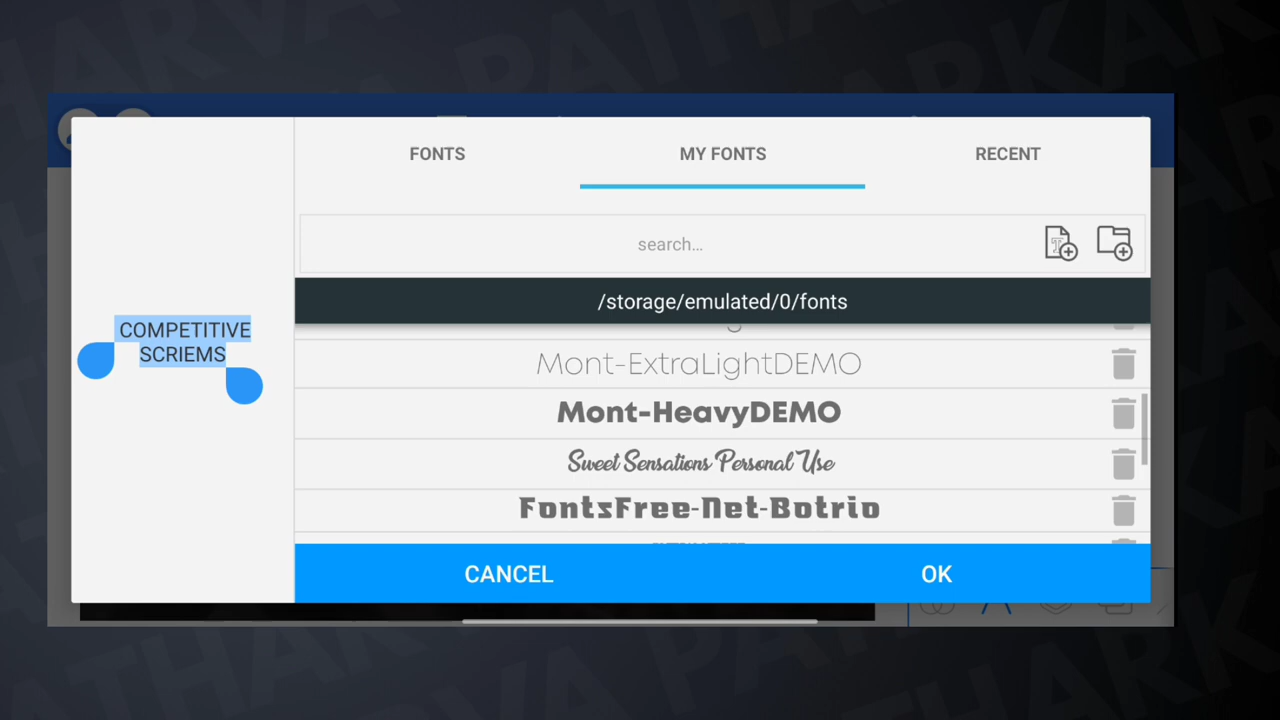 FONTS
MY FONTS
RECENT
search...
/storage/emulated/0/fonts
COMPETITIVE
SCRIEMS
Mont-ExtraLightDEMO
Mont-HeavyDEMO
Sweet Sensations Personal Use
FontsFree-Net-Botrio
CANCEL
OK